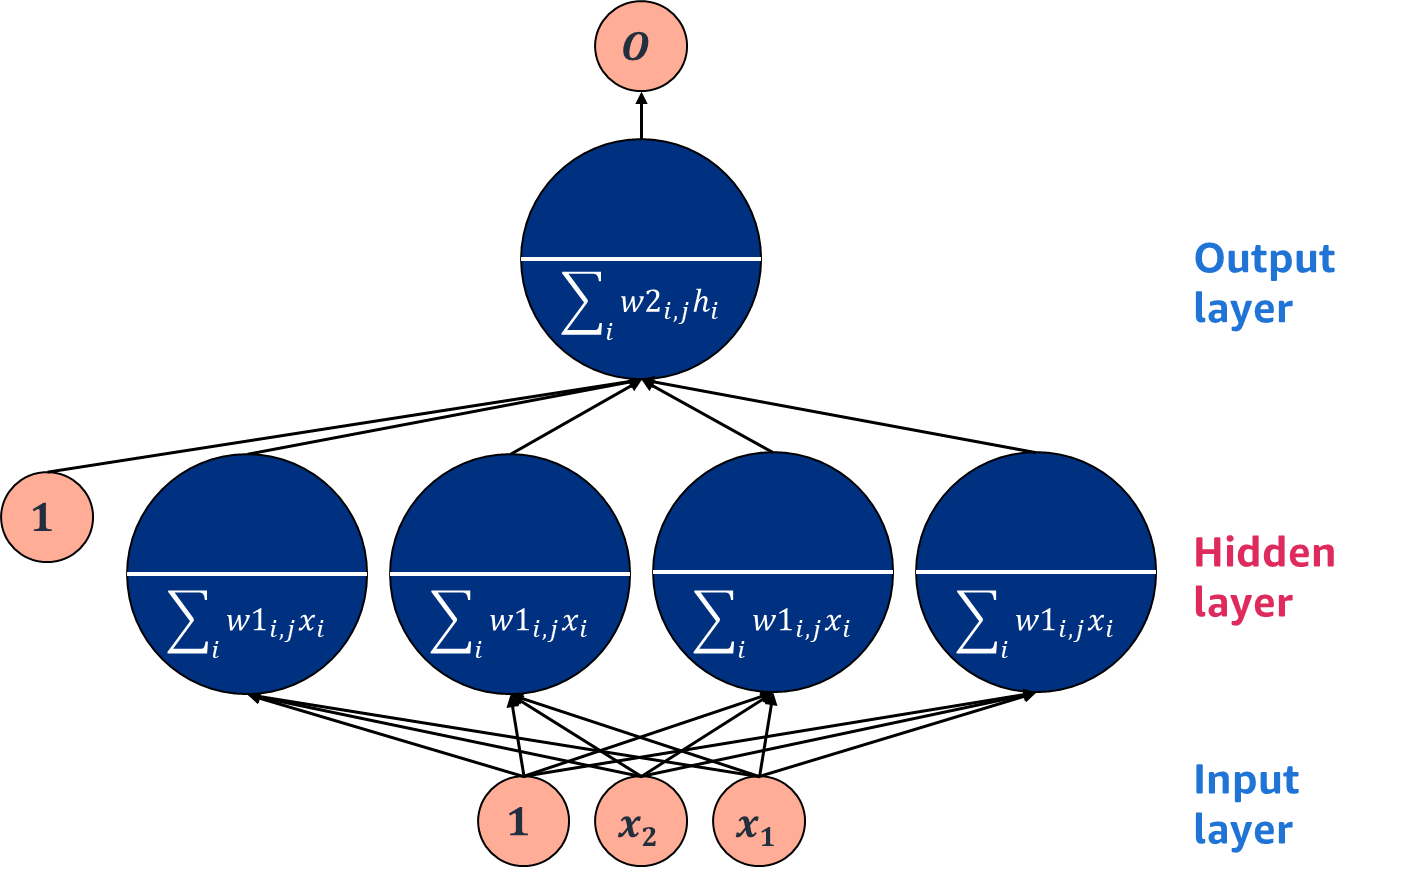 O
∑_i w2_{i,j}h_i
Output
layer
1
∑_i w1_{i,j}x_i
∑_i w1_{i,j}x_i
∑_i w1_{i,j}x_i
∑_i w1_{i,j}x_i
Hidden
layer
1
x_2
x_1
Input
layer